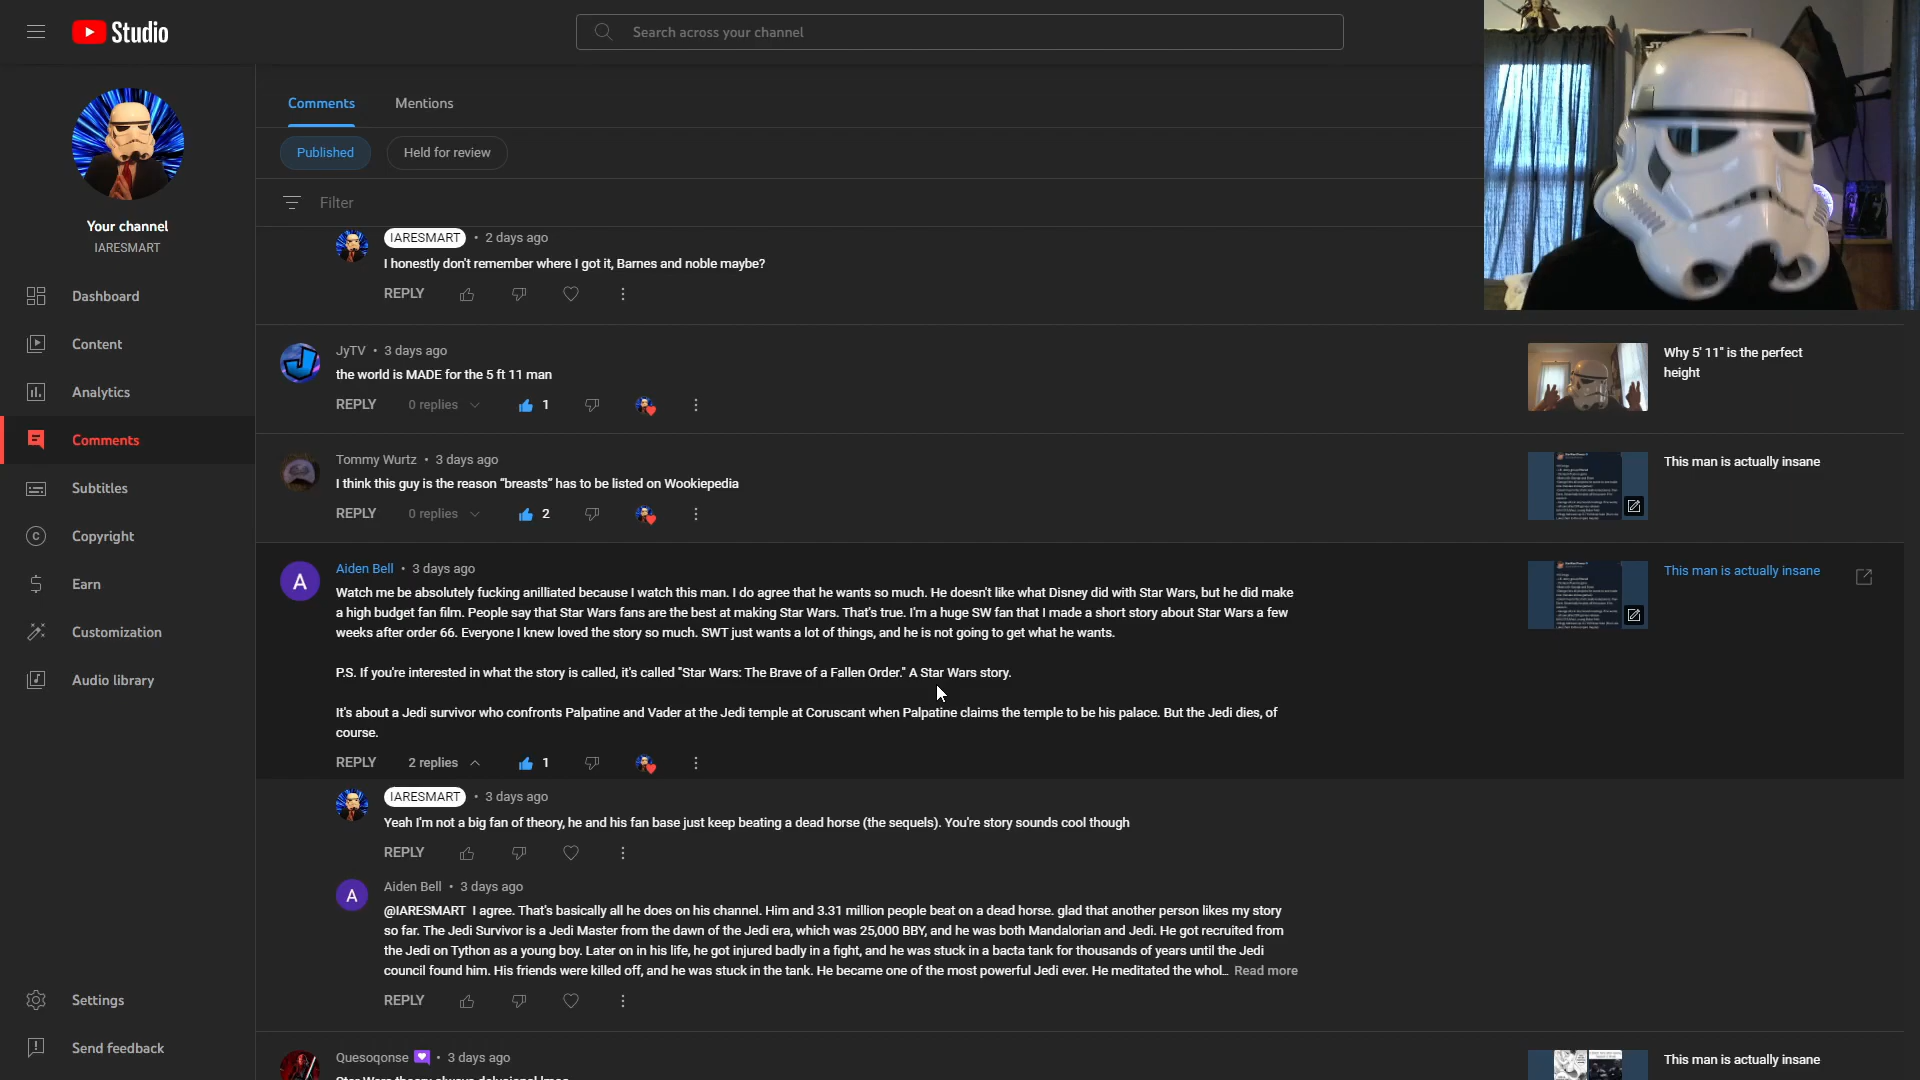 Studio
Search across your channel
Your channel
IARESMART
Dashboard
Content
Analytics
Comments
Subtitles
Copyright
Earn
Customization
Audio library
Settings
Send feedback
Comments
Mentions
Published
Held for review
Filter
IARESMART • 2 days ago
I honestly don't remember where I got it, Barnes and noble maybe?
REPLY
JyTV • 3 days ago
the world is MADE for the 5 ft 11 man
REPLY 0 replies 1
Why 5' 11" is the perfect
height
Tommy Wurtz • 3 days ago
I think this guy is the reason “breasts” has to be listed on Wookiepedia
REPLY 0 replies 2
This man is actually insane
A
Aiden Bell • 3 days ago
Watch me be absolutely fucking anilliated because I watch this man. I do agree that he wants so much. He doesn't like what Disney did with Star Wars, but he did make
a high budget fan film. People say that Star Wars fans are the best at making Star Wars. That's true. I'm a huge SW fan that I made a short story about Star Wars a few
weeks after order 66. Everyone I knew loved the story so much. SWT just wants a lot of things, and he is not going to get what he wants.
P.S. If you're interested in what the story is called, it's called "Star Wars: The Brave of a Fallen Order." A Star Wars story.
It's about a Jedi survivor who confronts Palpatine and Vader at the Jedi temple at Coruscant when Palpatine claims the temple to be his palace. But the Jedi dies, of
course.
REPLY 2 replies 1
This man is actually insane
IARESMART • 3 days ago
Yeah I'm not a big fan of theory, he and his fan base just keep beating a dead horse (the sequels). You're story sounds cool though
REPLY
A
Aiden Bell • 3 days ago
@IARESMART I agree. That's basically all he does on his channel. Him and 3.31 million people beat on a dead horse. glad that another person likes my story
so far. The Jedi Survivor is a Jedi Master from the dawn of the Jedi era, which was 25,000 BBY, and he was both Mandalorian and Jedi. He got recruited from
the Jedi on Tython as a young boy. Later on in his life, he got injured badly in a fight, and he was stuck in a bacta tank for thousands of years until the Jedi
council found him. His friends were killed off, and he was stuck in the tank. He became one of the most powerful Jedi ever. He meditated the whol... Read more
REPLY
Quesoqonse • 3 days ago
This man is actually insane